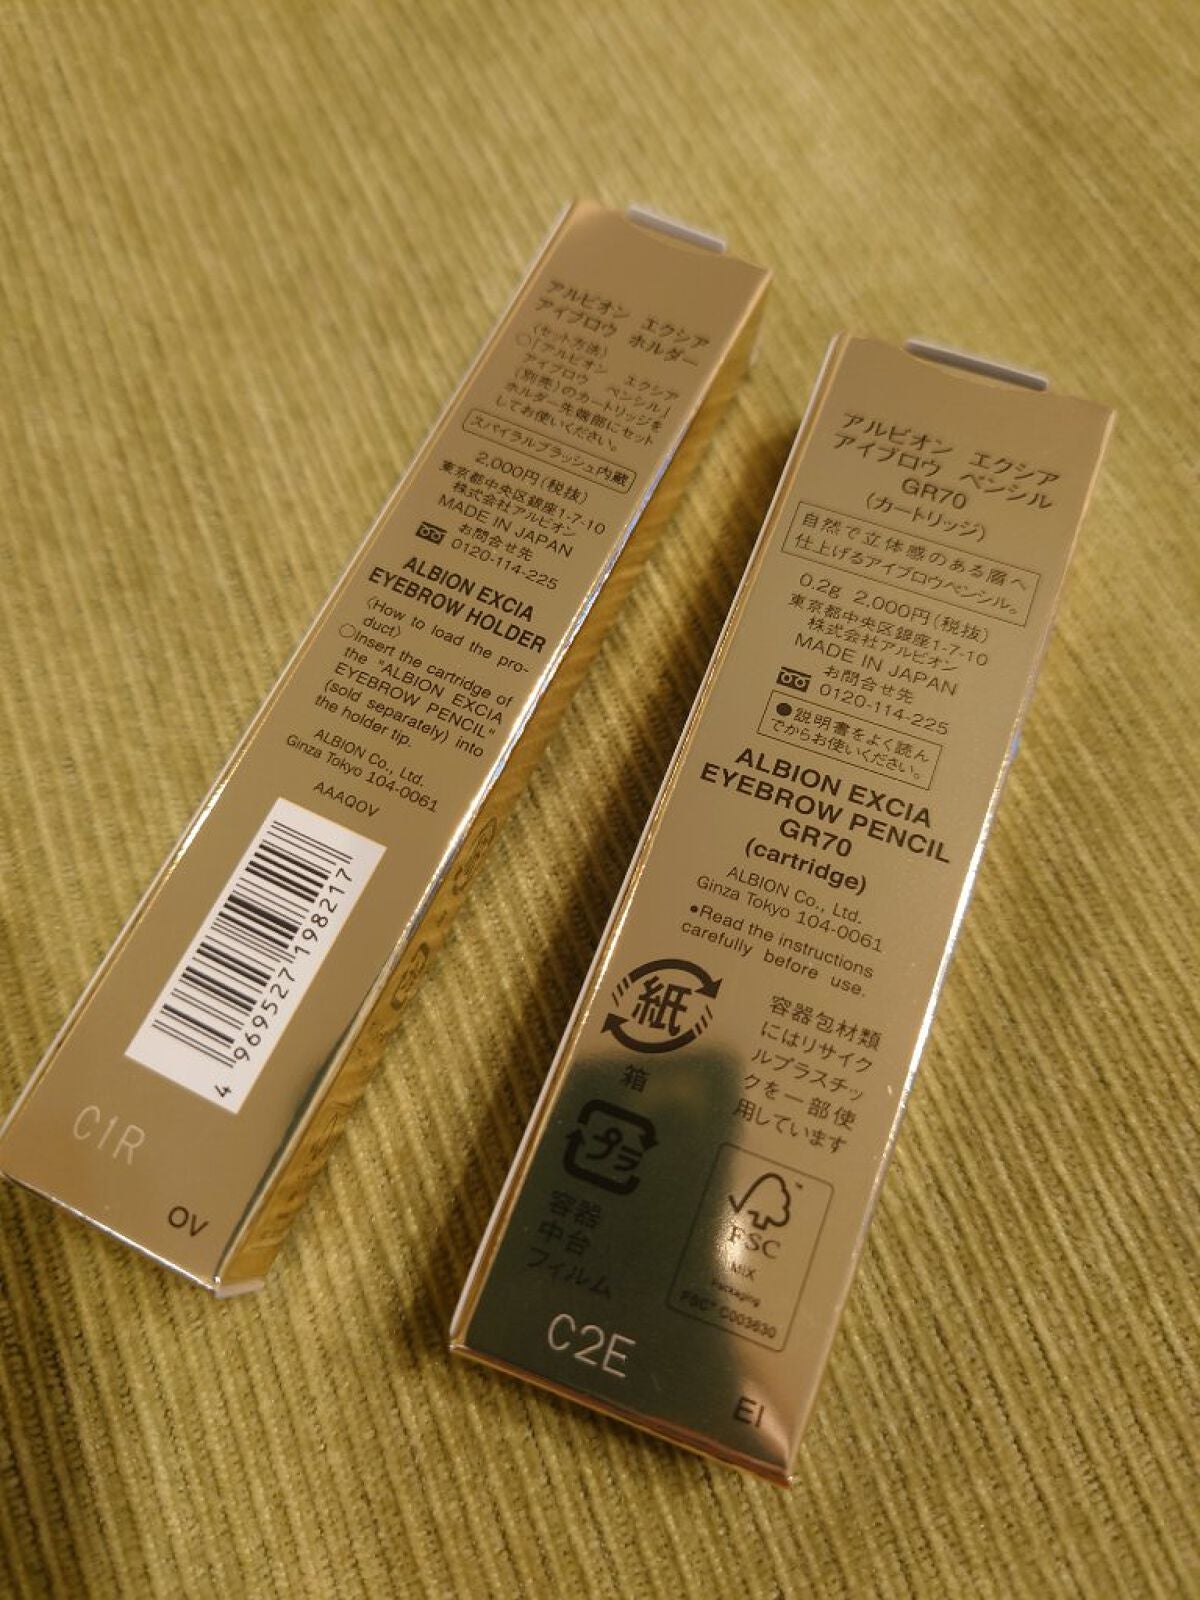 アルビオン エクシア
アイブロウ ホルダー
〈セット方法〉
○「アルビオン エクシア
アイブロウ ペンシル」
(別売)のカートリッジを
ホルダー先端部にセット
してお使いください。
スパイラルブラッシュ内蔵
2,000円(税抜)
東京都中央区銀座1-7-10
株式会社アルビオン
MADE IN JAPAN
お問合せ先
0120-114-225
ALBION EXCIA
EYEBROW HOLDER
〈How to load the pro-
duct〉
○Insert the cartridge of
the "ALBION EXCIA
EYEBROW PENCIL"
(sold separately) into
the holder tip.
ALBION Co., Ltd.
Ginza Tokyo 104-0061
AAAQOV
4 969527 198217
C1R
OV
アルビオン エクシア
アイブロウ ペンシル
GR70
(カートリッジ)
自然で立体感のある眉へ
仕上げるアイブロウペンシル。
0.2g 2,000円(税抜)
東京都中央区銀座1-7-10
株式会社アルビオン
MADE IN JAPAN
お問合せ先
0120-114-225
●説明書をよく読ん
でからお使いください。
ALBION EXCIA
EYEBROW PENCIL
GR70
(cartridge)
ALBION Co., Ltd.
Ginza Tokyo 104-0061
●Read the instructions
carefully before use.
紙
箱
容器包材類
にはリサイク
ルプラスチッ
クを一部使
用しています
プラ
容器
中台
フィルム
FSC
MIX
Packaging
FSC™ C003630
C2E
EI